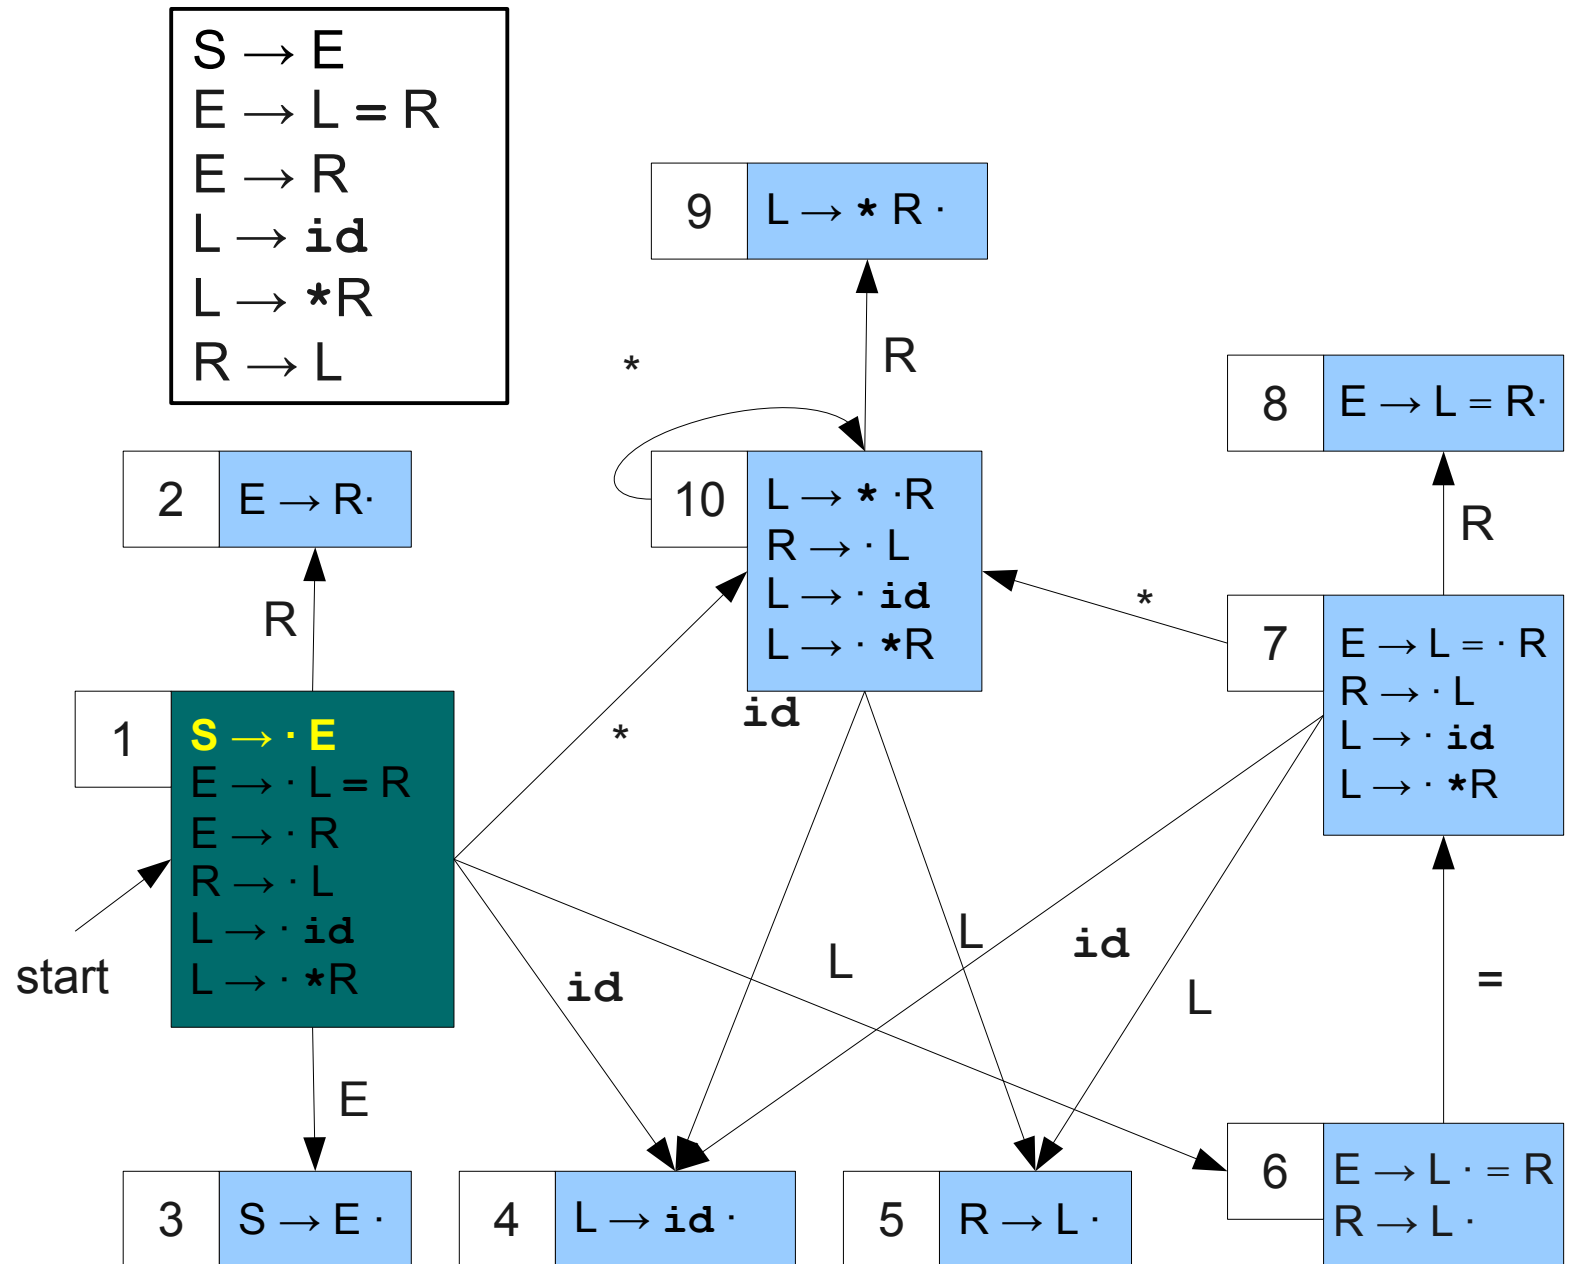 S → E
E → L = R
E → R
L → id
L → *R
R → L
9
L → * R ·
*
R
8
E → L = R·
2
E → R·
10
L → * ·R
R → · L
L → · id
L → · *R
R
R
*
7
E → L = · R
R → · L
L → · id
L → · *R
1
S → · E
E → · L = R
E → · R
R → · L
L → · id
L → · *R
*
id
start
id
L
L
id
L
=
E
3
S → E ·
4
L → id ·
5
R → L ·
6
E → L · = R
R → L ·